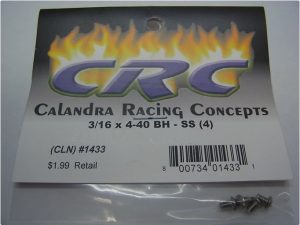 CRC
CALANDRA RACING CONCEPTS
3/16 x 4-40 BH - SS (4)
(CLN) #1433
$1.99 Retail
8 00734 01433 1